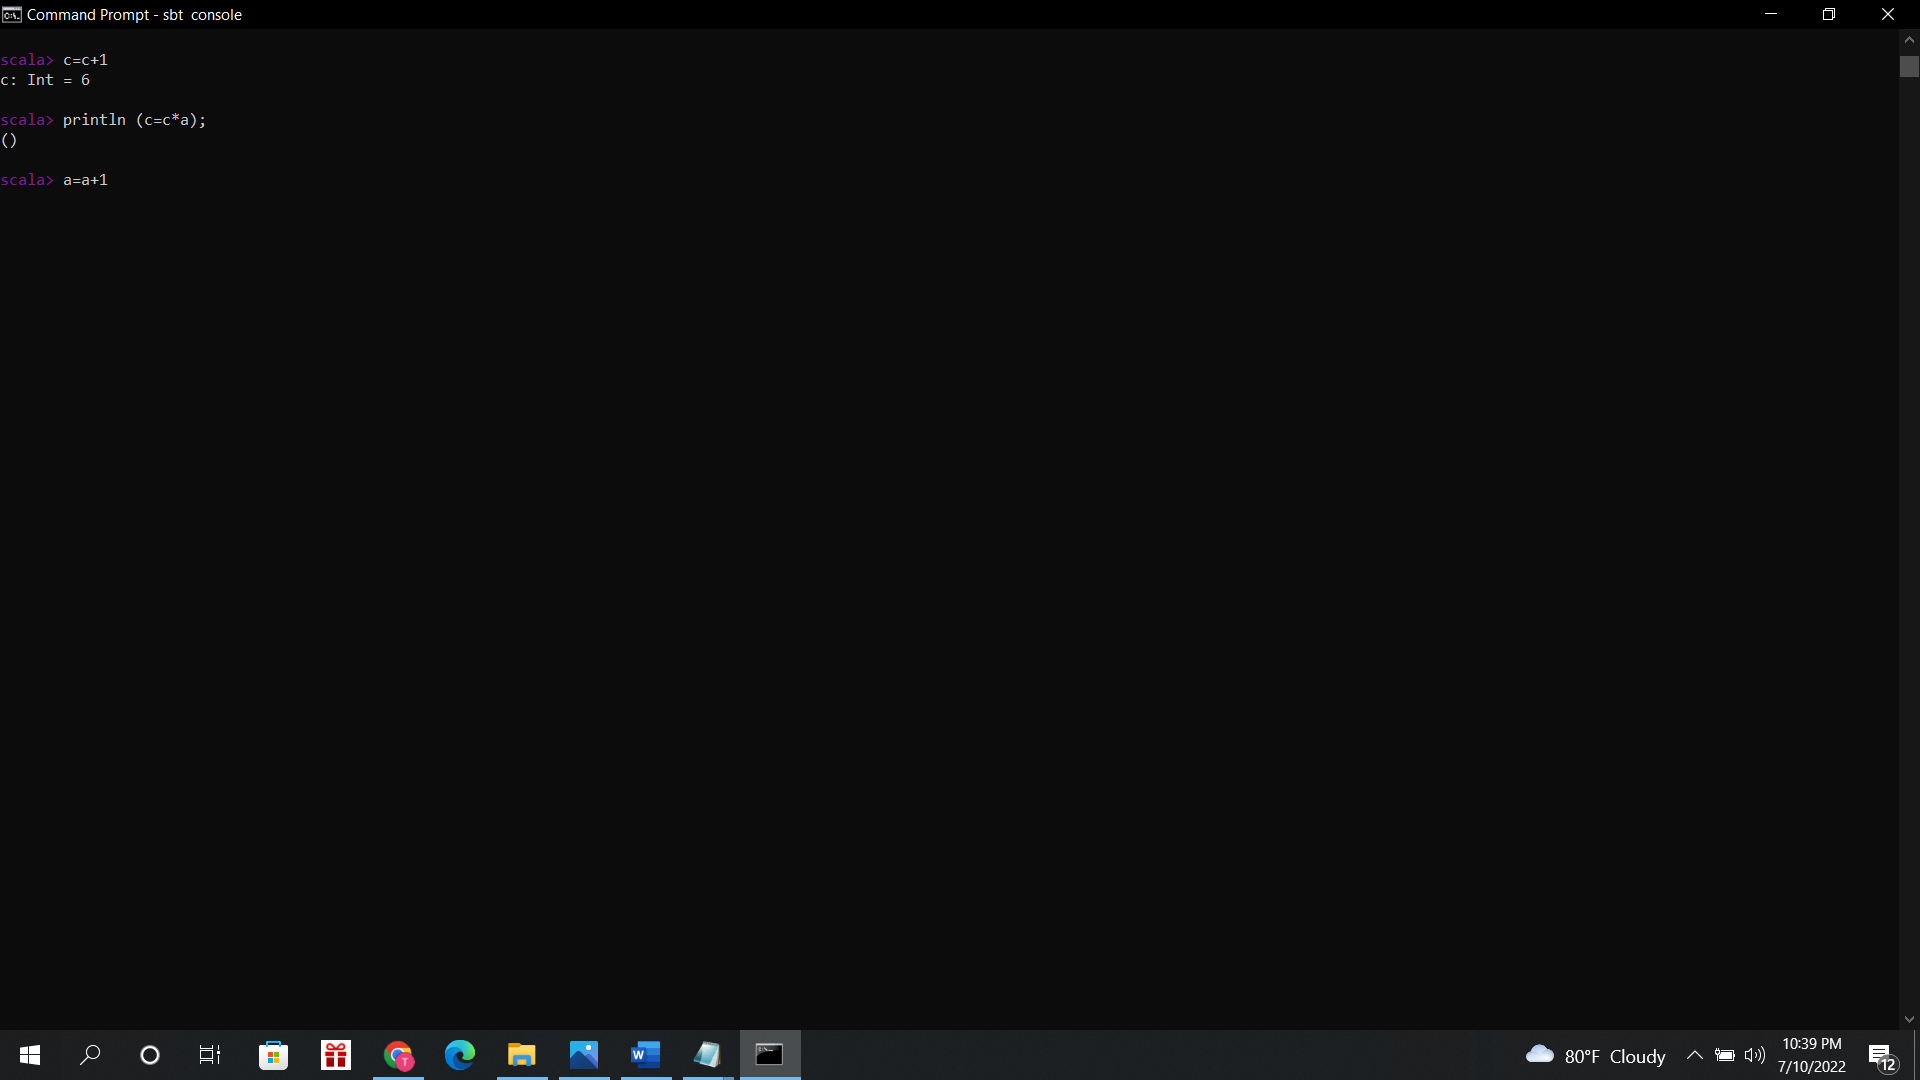 Command Prompt - sbt  console
scala> c=c+1
c: Int = 6
scala> println (c=c*a);
()
scala> a=a+1
80°F  Cloudy
10:39 PM
7/10/2022
12